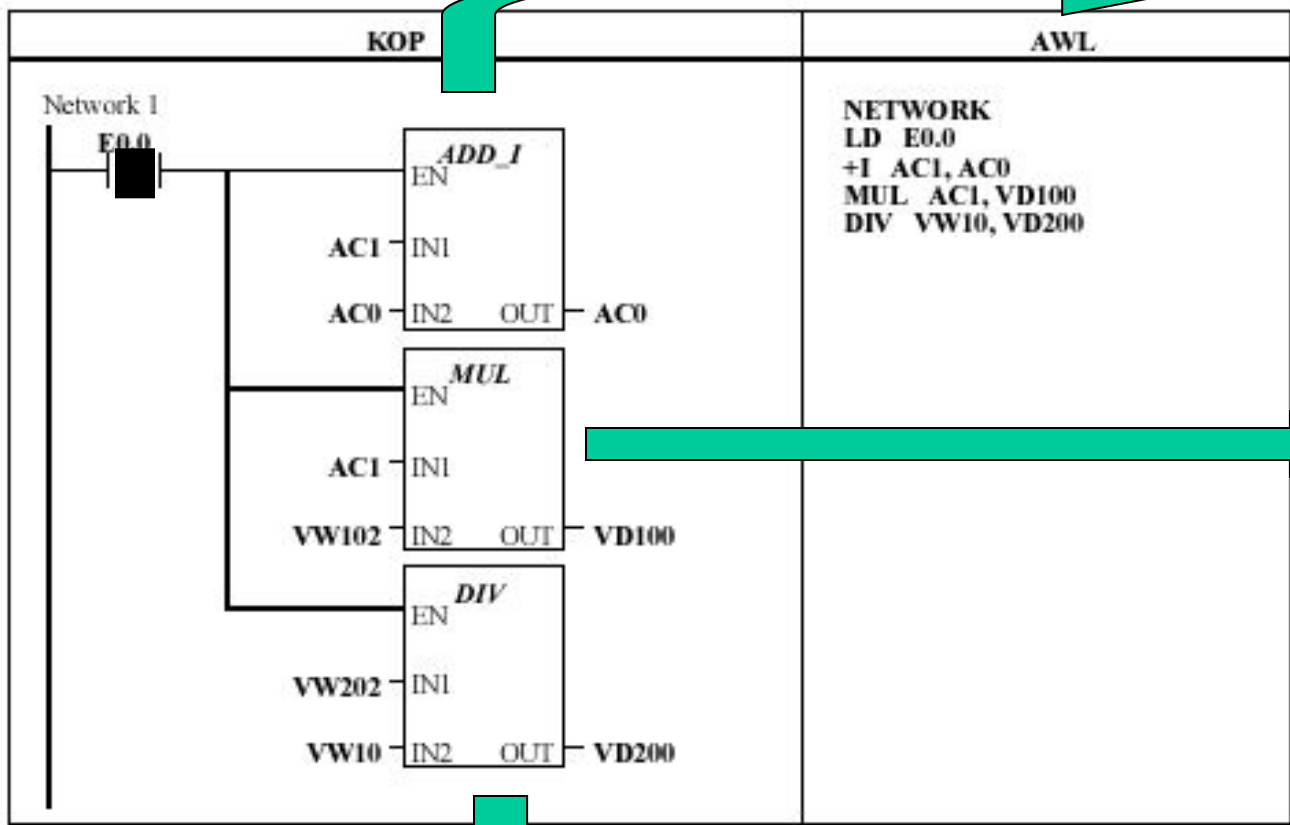 KOP
AWL
Network 1
E0.0
ADD_I
EN
AC1 IN1
AC0 IN2 OUT AC0
MUL
EN
AC1 IN1
VW102 IN2 OUT VD100
DIV
EN
VW202 IN1
VW10 IN2 OUT VD200
NETWORK
LD E0.0
+I AC1, AC0
MUL AC1, VD100
DIV VW10, VD200